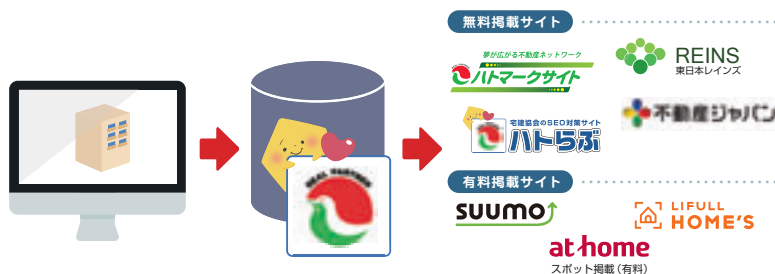 無料掲載サイト
夢が広がる不動産ネットワーク
ハトマークサイト
REINS
東日本レインズ
宅建協会のSEO対策サイト
ハトらぶ
不動産ジャパン
REAL PARTNER
有料掲載サイト
suumo
LIFULL
HOME'S
at home
スポット掲載(有料)